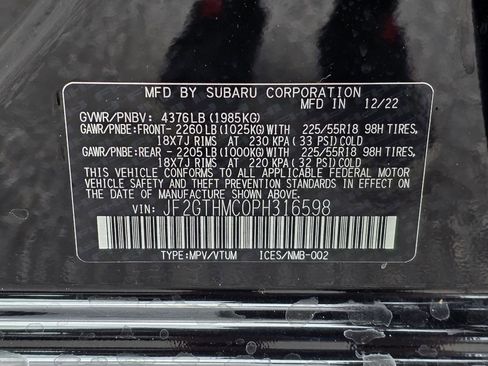 MFD BY SUBARU CORPORATION
MFD IN 12/22
GVWR/PNBV: 4376LB (1985KG)
GAWR/PNBE:FRONT- 2260LB (1025KG)WITH 225/55R18 98H TIRES,
18X7J RIMS AT 230 KPA (33 PSI)COLD
GAWR/PNBE:REAR - 2205LB (1000KG)WITH 225/55R18 98H TIRES,
18X7J RIMS AT 220 KPA (32 PSI)COLD
THIS VEHICLE CONFORMS TO ALL APPLICABLE FEDERAL MOTOR
VEHICLE SAFETY, BUMPER, AND THEFT PREVENTION STANDARDS IN EFFECT ON
THE DATE OF MANUFACTURE SHOWN ABOVE.
VIN: JF2GTHMC0PH316598
TYPE:MPV/VTUM ICES/NMB-002